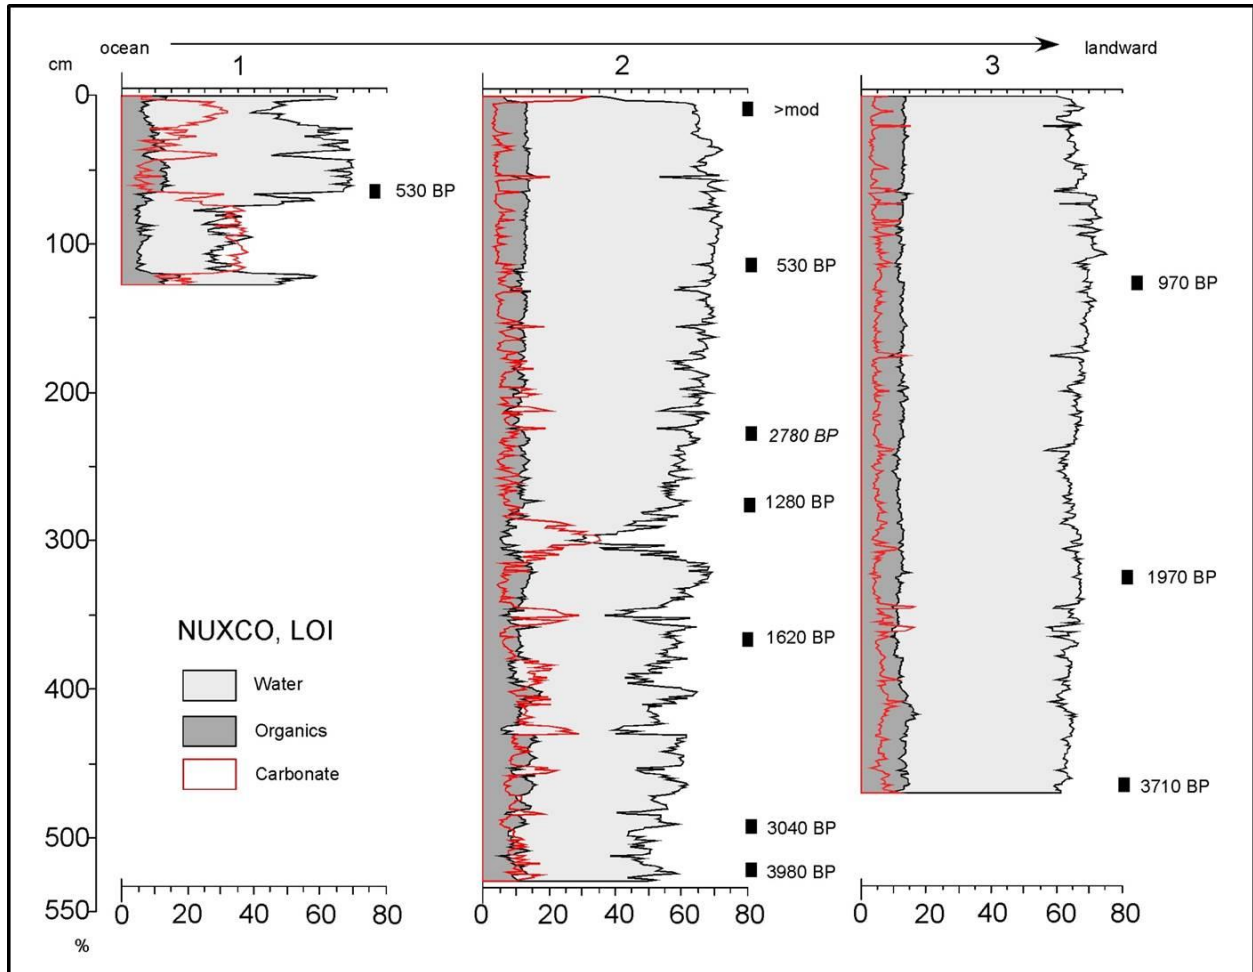 ocean landward
cm 1 2 3
0
>mod
530 BP
100
530 BP
970 BP
200
2780 BP
1280 BP
300
1970 BP
1620 BP
NUXCO, LOI
Water
400
Organics
Carbonate
3710 BP
500
3040 BP
3980 BP
550
0 20 40 60 80 0 20 40 60 80 0 20 40 60 80
%